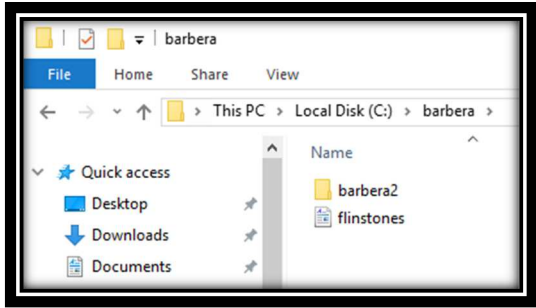 barbera
File Home Share View
This PC > Local Disk (C:) > barbera >
Quick access
Desktop
Downloads
Documents
Name
barbera2
flinstones